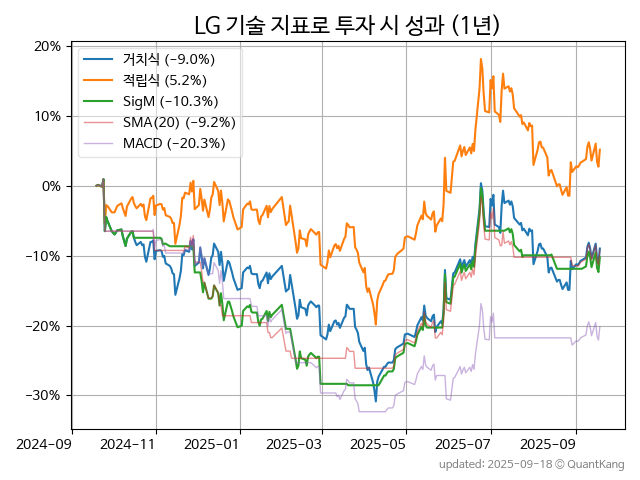 LG 기술 지표로 투자 시 성과 (1년)
거치식 (−9.0%)
적립식 (5.2%)
SigM (−10.3%)
SMA(20) (−9.2%)
MACD (−20.3%)
20%
10%
0%
−10%
−20%
−30%
2024-09 2024-11 2025-01 2025-03 2025-05 2025-07 2025-09
updated: 2025-09-18 © QuantKang